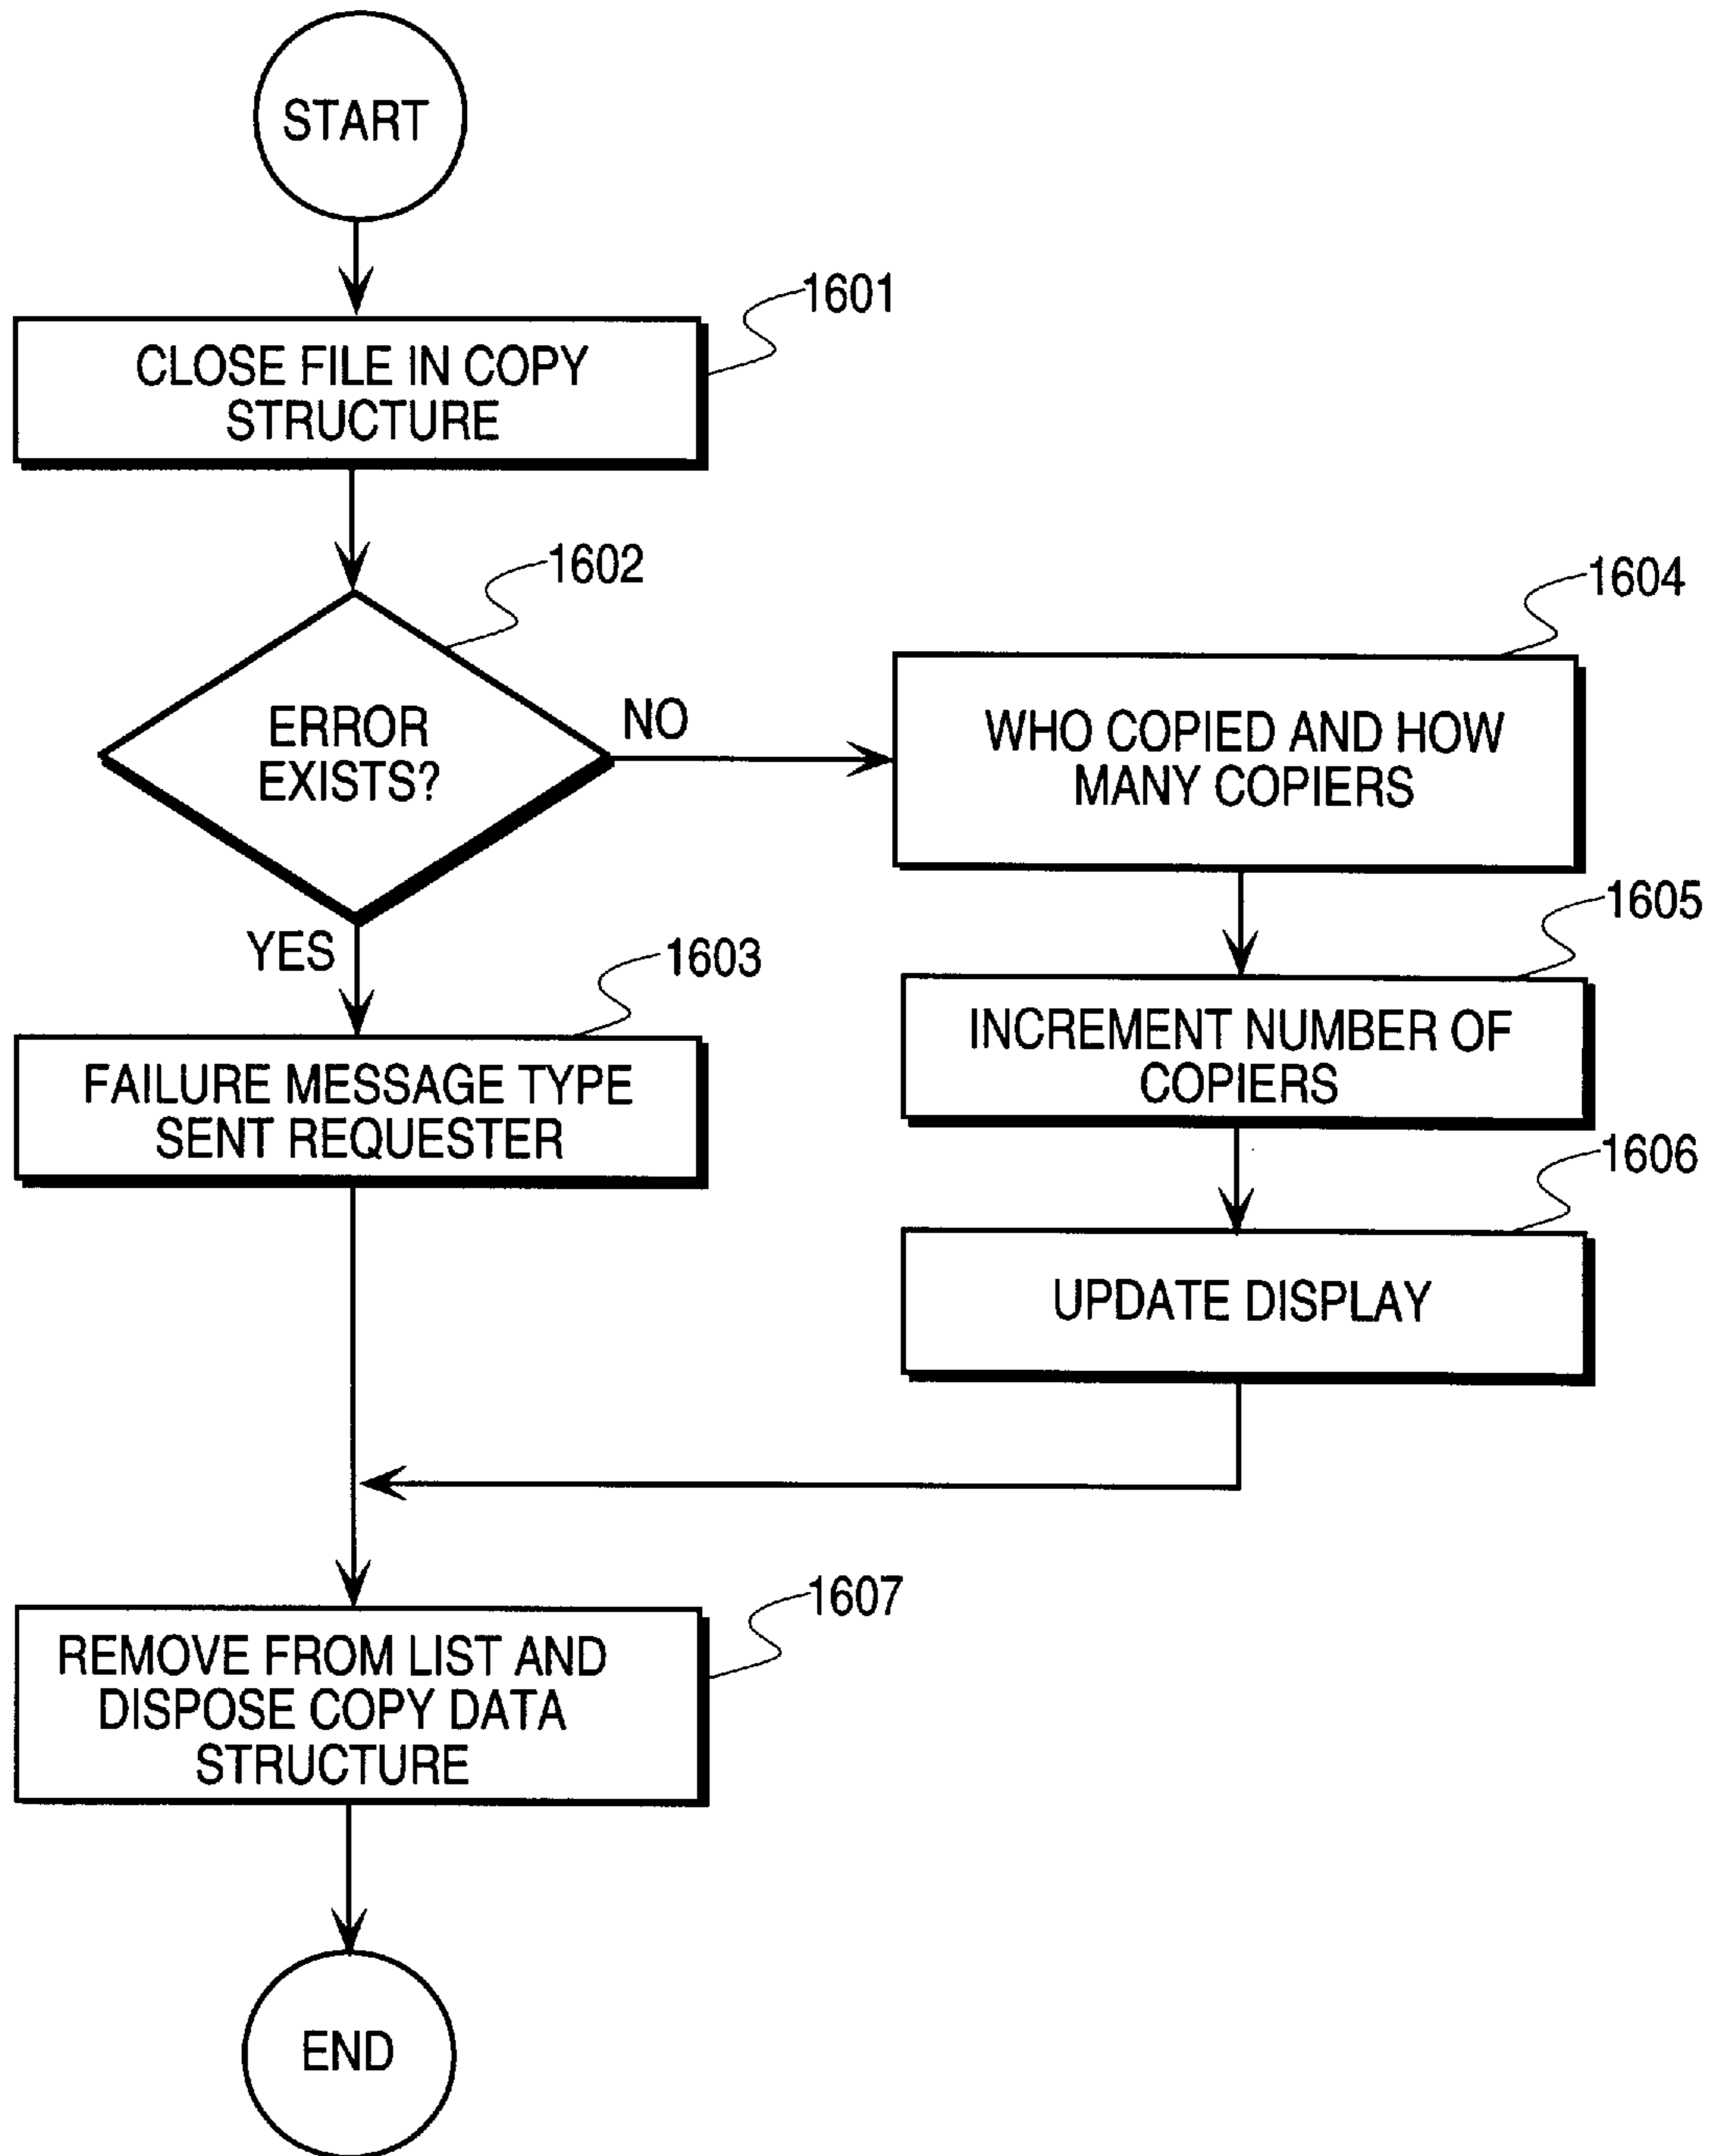 START
1601
CLOSE FILE IN COPY
STRUCTURE
1602
ERROR
EXISTS?
NO
YES
1604
WHO COPIED AND HOW
MANY COPIERS
1605
INCREMENT NUMBER OF
COPIERS
1603
FAILURE MESSAGE TYPE
SENT REQUESTER
1606
UPDATE DISPLAY
1607
REMOVE FROM LIST AND
DISPOSE COPY DATA
STRUCTURE
END